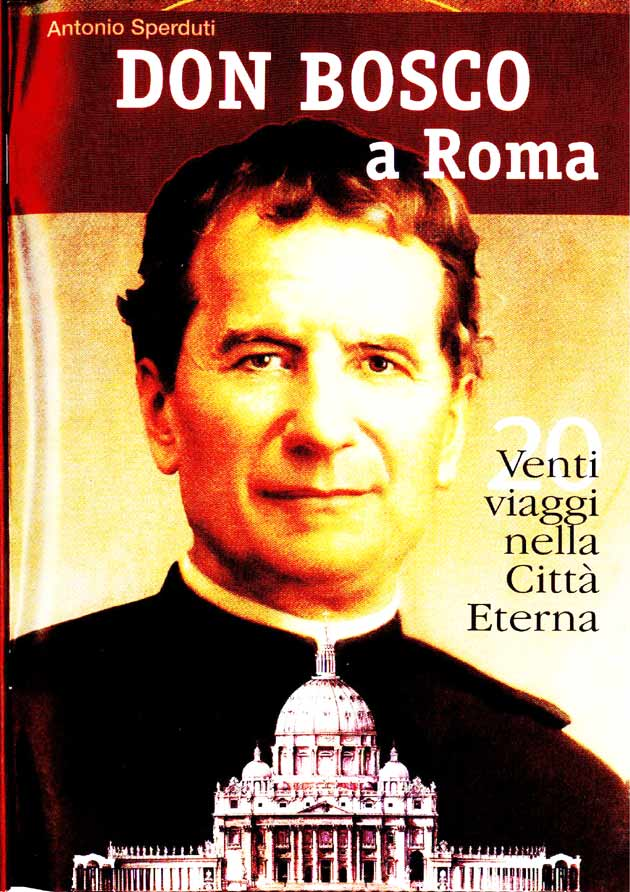 Antonio Sperduti
DON BOSCO
a Roma
20
Venti
viaggi
nella
Città
Eterna